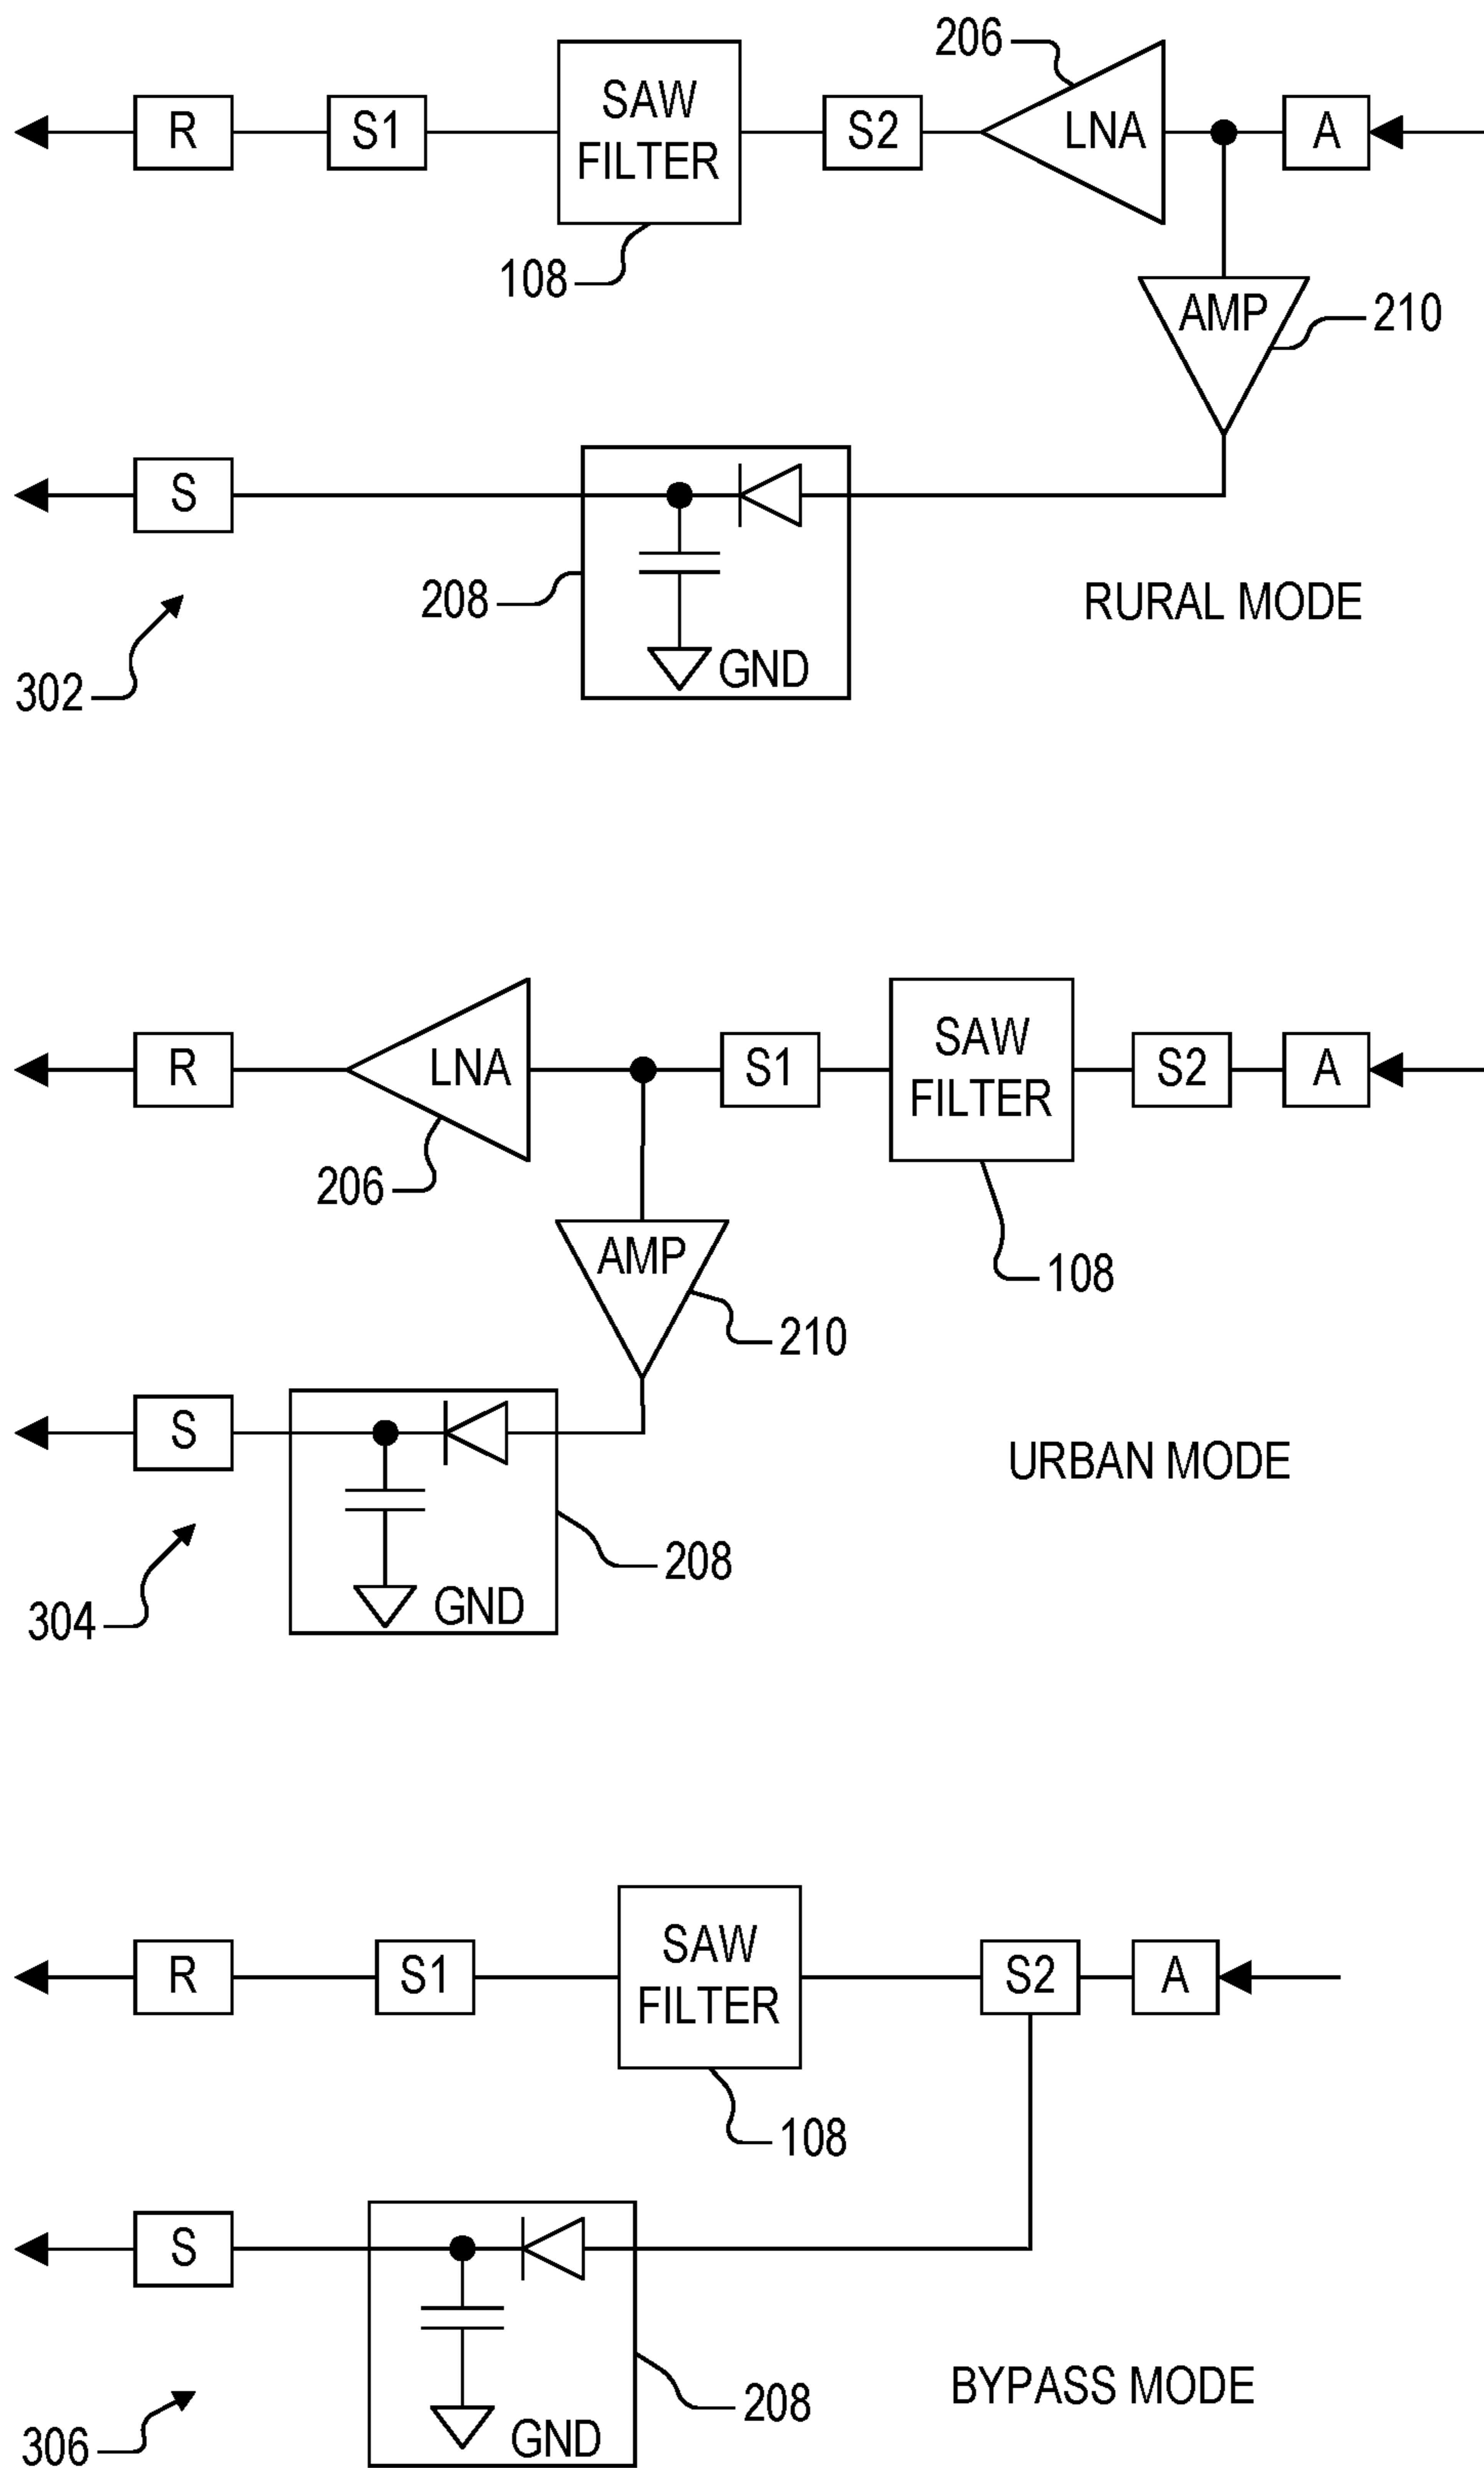 206
R
S1
SAW
FILTER
S2
LNA
A
108
AMP
210
S
208
GND
RURAL MODE
302
R
LNA
S1
SAW
FILTER
S2
A
206
AMP
108
210
S
URBAN MODE
208
GND
304
R
S1
SAW
FILTER
S2
A
108
S
208
GND
BYPASS MODE
306